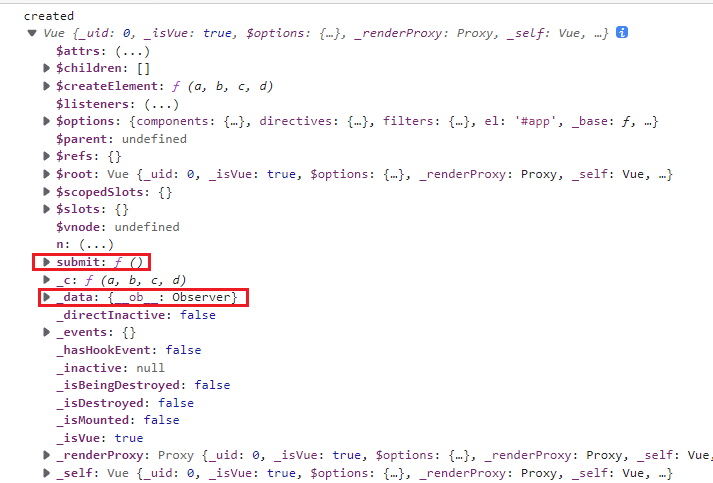 created
Vue {_uid: 0, _isVue: true, $options: {…}, _renderProxy: Proxy, _self: Vue, …} i
$attrs: (...)
$children: []
$createElement: ƒ (a, b, c, d)
$listeners: (...)
$options: {components: {…}, directives: {…}, filters: {…}, el: '#app', _base: ƒ, …}
$parent: undefined
$refs: {}
$root: Vue {_uid: 0, _isVue: true, $options: {…}, _renderProxy: Proxy, _self: Vue, …}
$scopedSlots: {}
$slots: {}
$vnode: undefined
n: (...)
submit: ƒ ()
_c: ƒ (a, b, c, d)
_data: {__ob__: Observer}
_directInactive: false
_events: {}
_hasHookEvent: false
_inactive: null
_isBeingDestroyed: false
_isDestroyed: false
_isMounted: false
_isVue: true
_renderProxy: Proxy {_uid: 0, _isVue: true, $options: {…}, _renderProxy: Proxy, _self: Vue,
_self: Vue {_uid: 0, _isVue: true, $options: {…}, _renderProxy: Proxy, _self: Vue, …}